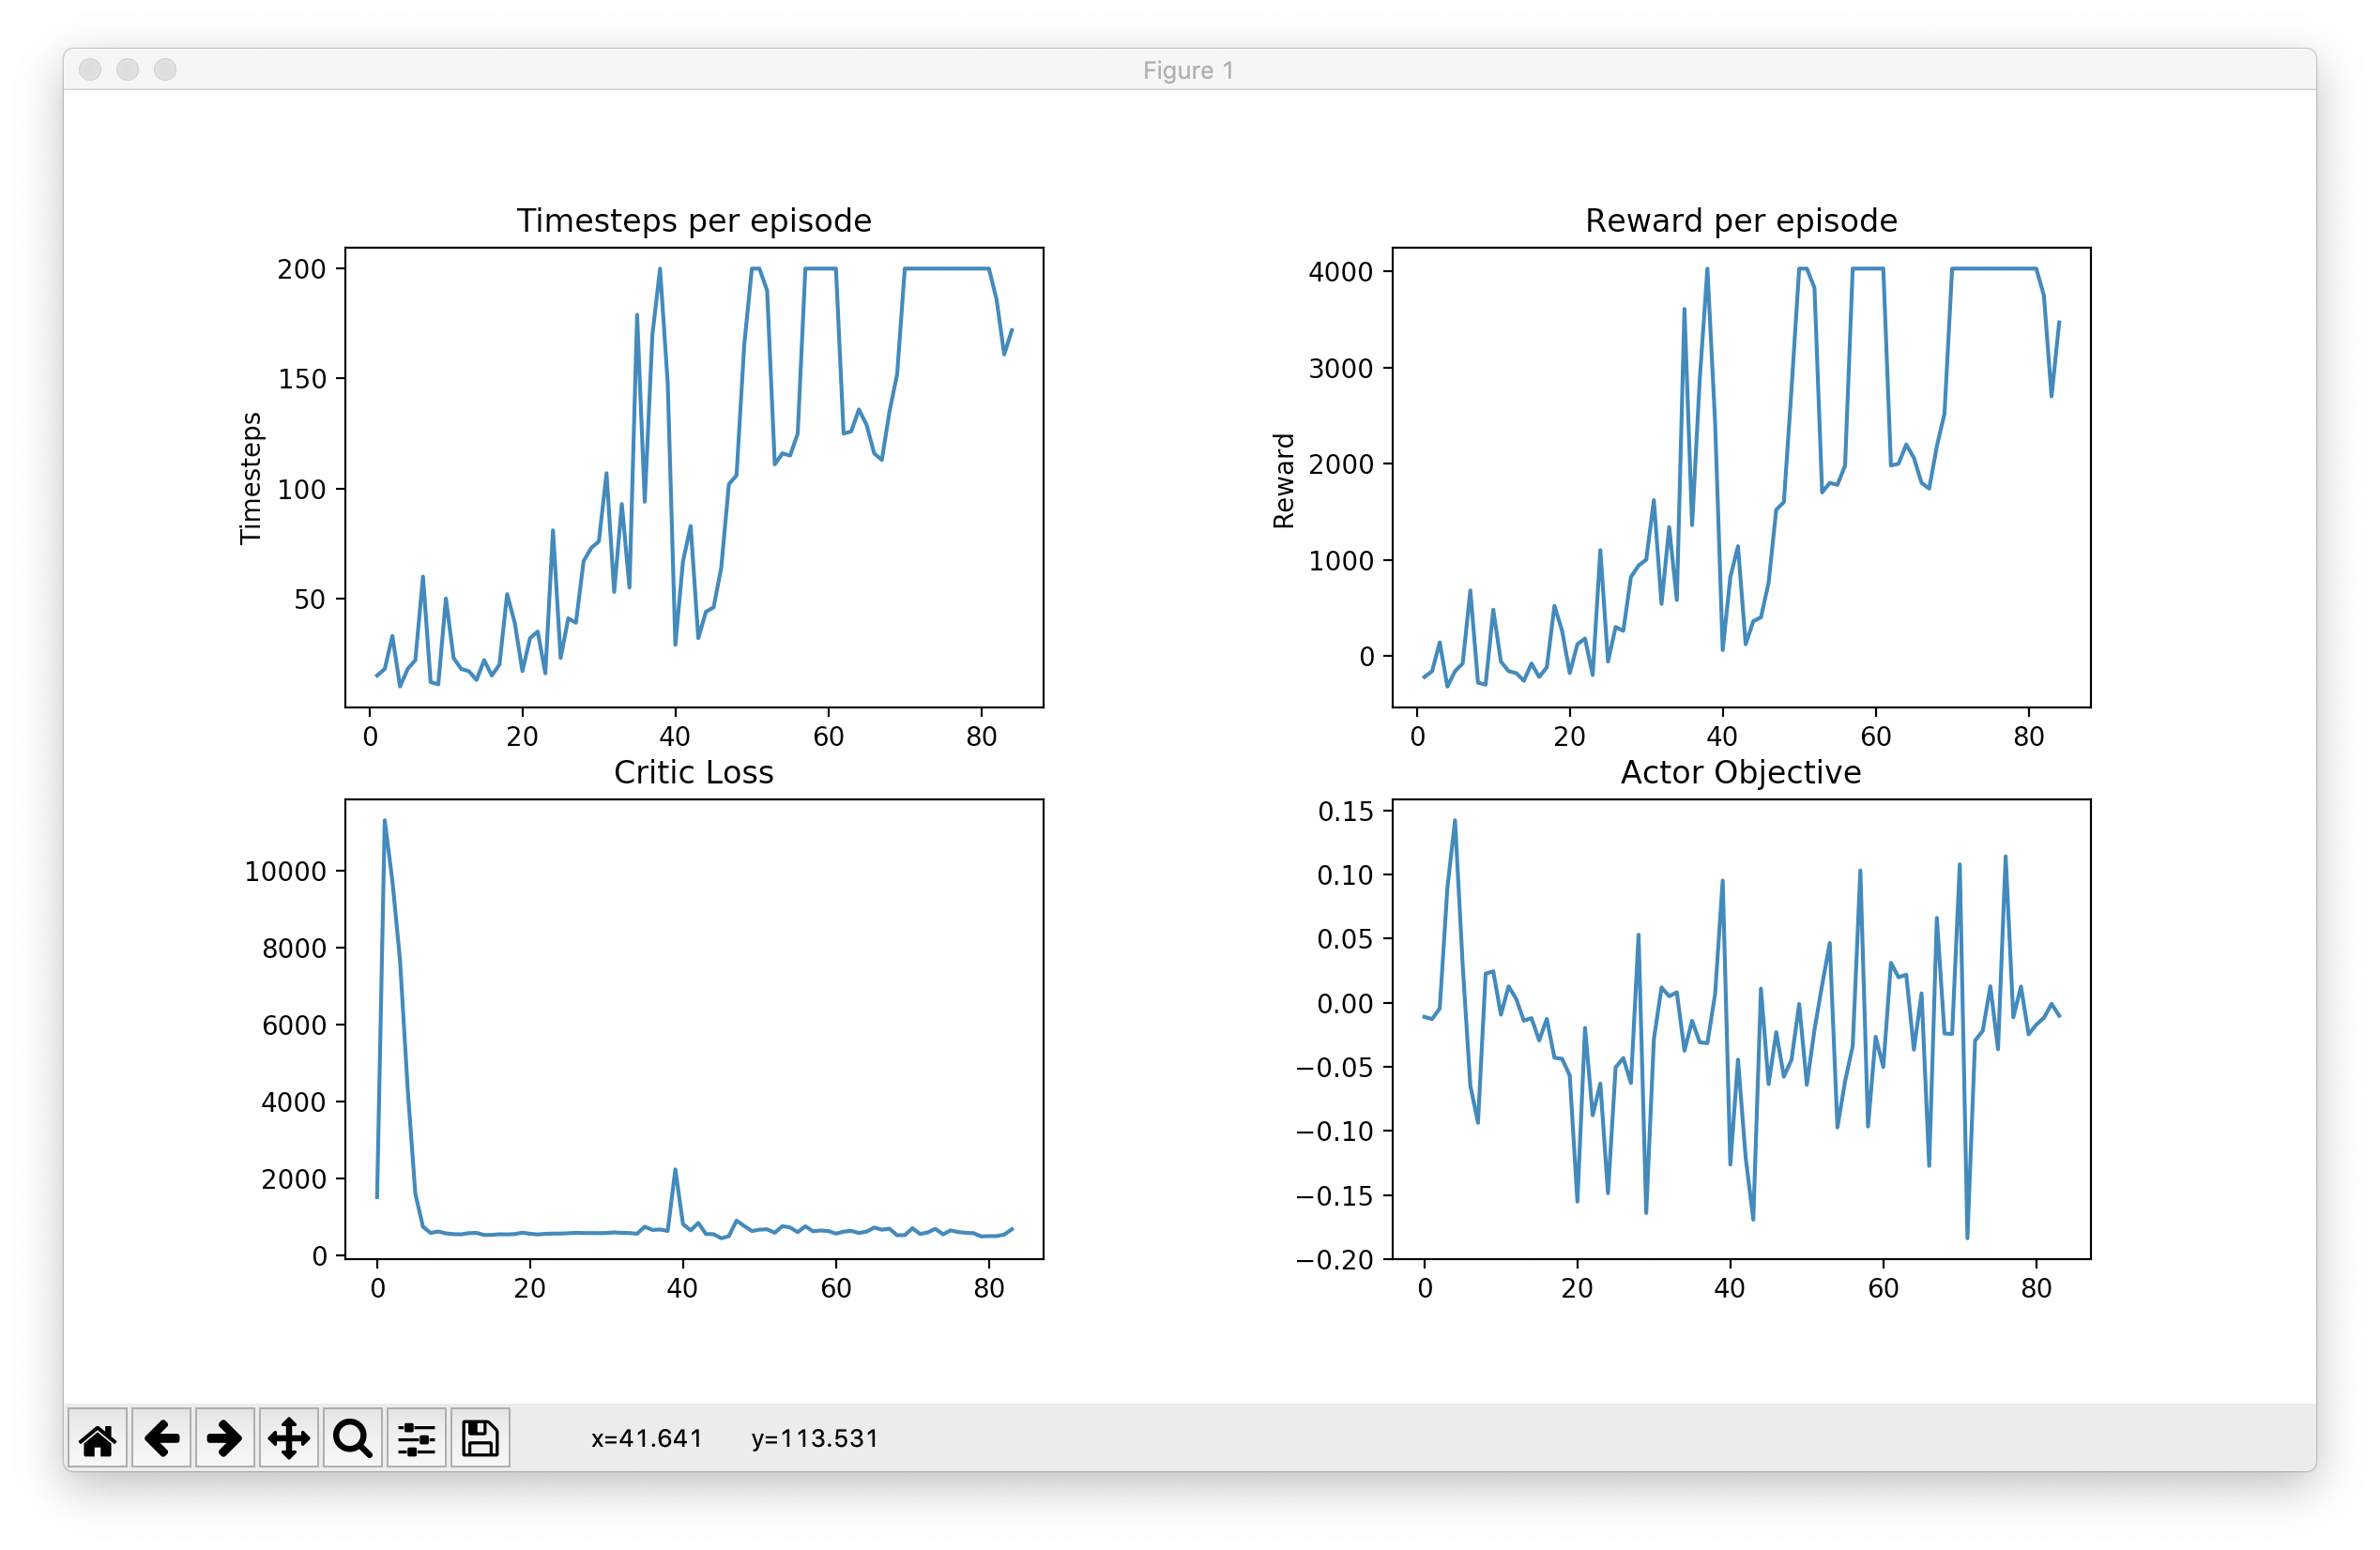 Figure 1
Timesteps per episode
200
150
100
50
Timesteps
0 20 40 60 80
Reward per episode
4000
3000
2000
1000
0
Reward
0 20 40 60 80
Critic Loss
10000
8000
6000
4000
2000
0
0 20 40 60 80
Actor Objective
0.15
0.10
0.05
0.00
−0.05
−0.10
−0.15
−0.20
0 20 40 60 80
x=41.641 y=113.531